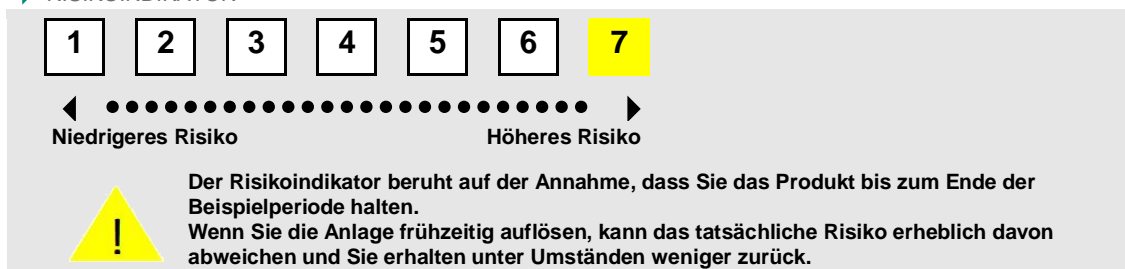 1 2 3 4 5 6 7
Niedrigeres Risiko Höheres Risiko
Der Risikoindikator beruht auf der Annahme, dass Sie das Produkt bis zum Ende der
Beispielperiode halten.
Wenn Sie die Anlage frühzeitig auflösen, kann das tatsächliche Risiko erheblich davon
abweichen und Sie erhalten unter Umständen weniger zurück.
!